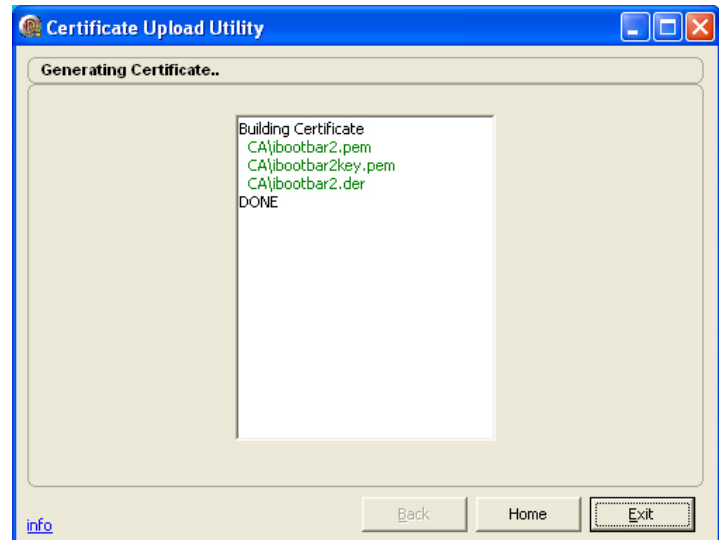 Certificate Upload Utility
Generating Certificate..
Building Certificate
CA\ibootbar2.pem
CA\ibootbar2key.pem
CA\ibootbar2.der
DONE
Back
Home
Exit
info